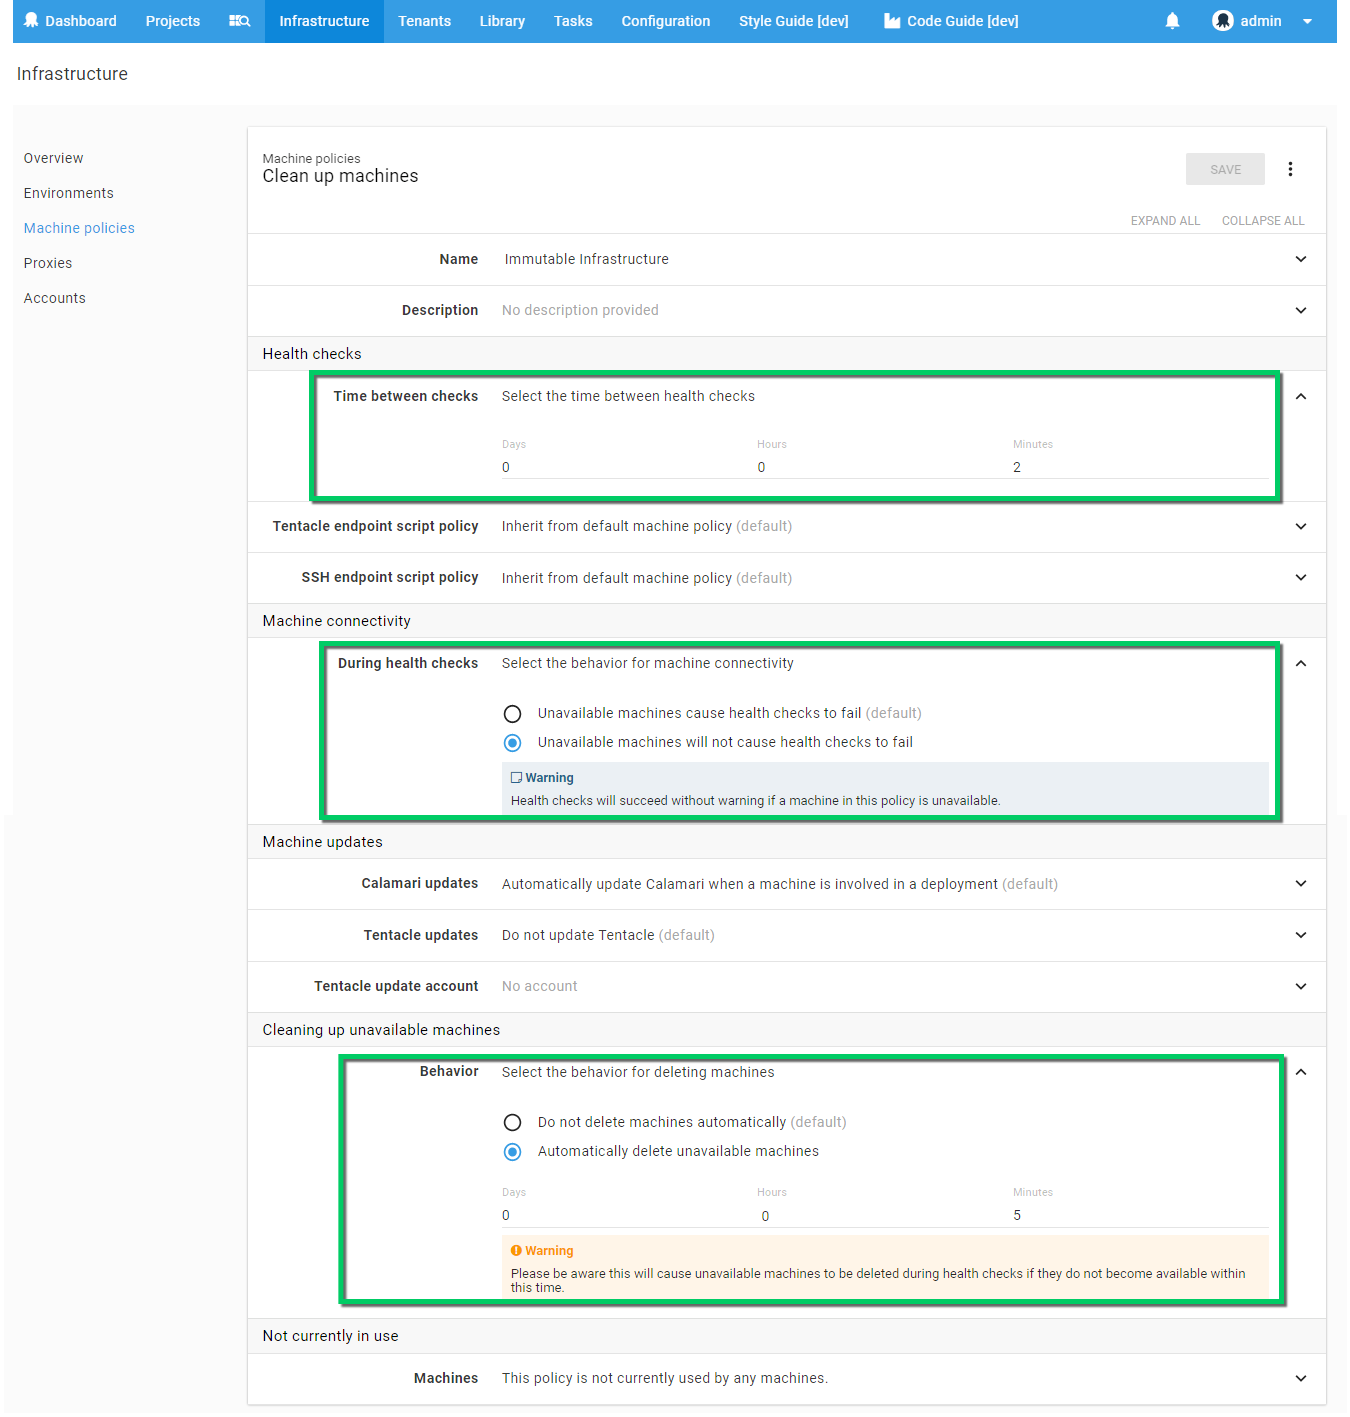 Dashboard Projects Infrastructure Tenants Library Tasks Configuration Style Guide [dev] Code Guide [dev] admin
Infrastructure
Overview
Environments
Machine policies
Proxies
Accounts
Machine policies
Clean up machines
SAVE
EXPAND ALL COLLAPSE ALL
Name Immutable Infrastructure
Description No description provided
Health checks
Time between checks Select the time between health checks
Days Hours Minutes
0 0 2
Tentacle endpoint script policy Inherit from default machine policy (default)
SSH endpoint script policy Inherit from default machine policy (default)
Machine connectivity
During health checks Select the behavior for machine connectivity
Unavailable machines cause health checks to fail (default)
Unavailable machines will not cause health checks to fail
Warning
Health checks will succeed without warning if a machine in this policy is unavailable.
Machine updates
Calamari updates Automatically update Calamari when a machine is involved in a deployment (default)
Tentacle updates Do not update Tentacle (default)
Tentacle update account No account
Cleaning up unavailable machines
Behavior Select the behavior for deleting machines
Do not delete machines automatically (default)
Automatically delete unavailable machines
Days Hours Minutes
0 0 5
Warning
Please be aware this will cause unavailable machines to be deleted during health checks if they do not become available within
this time.
Not currently in use
Machines This policy is not currently used by any machines.